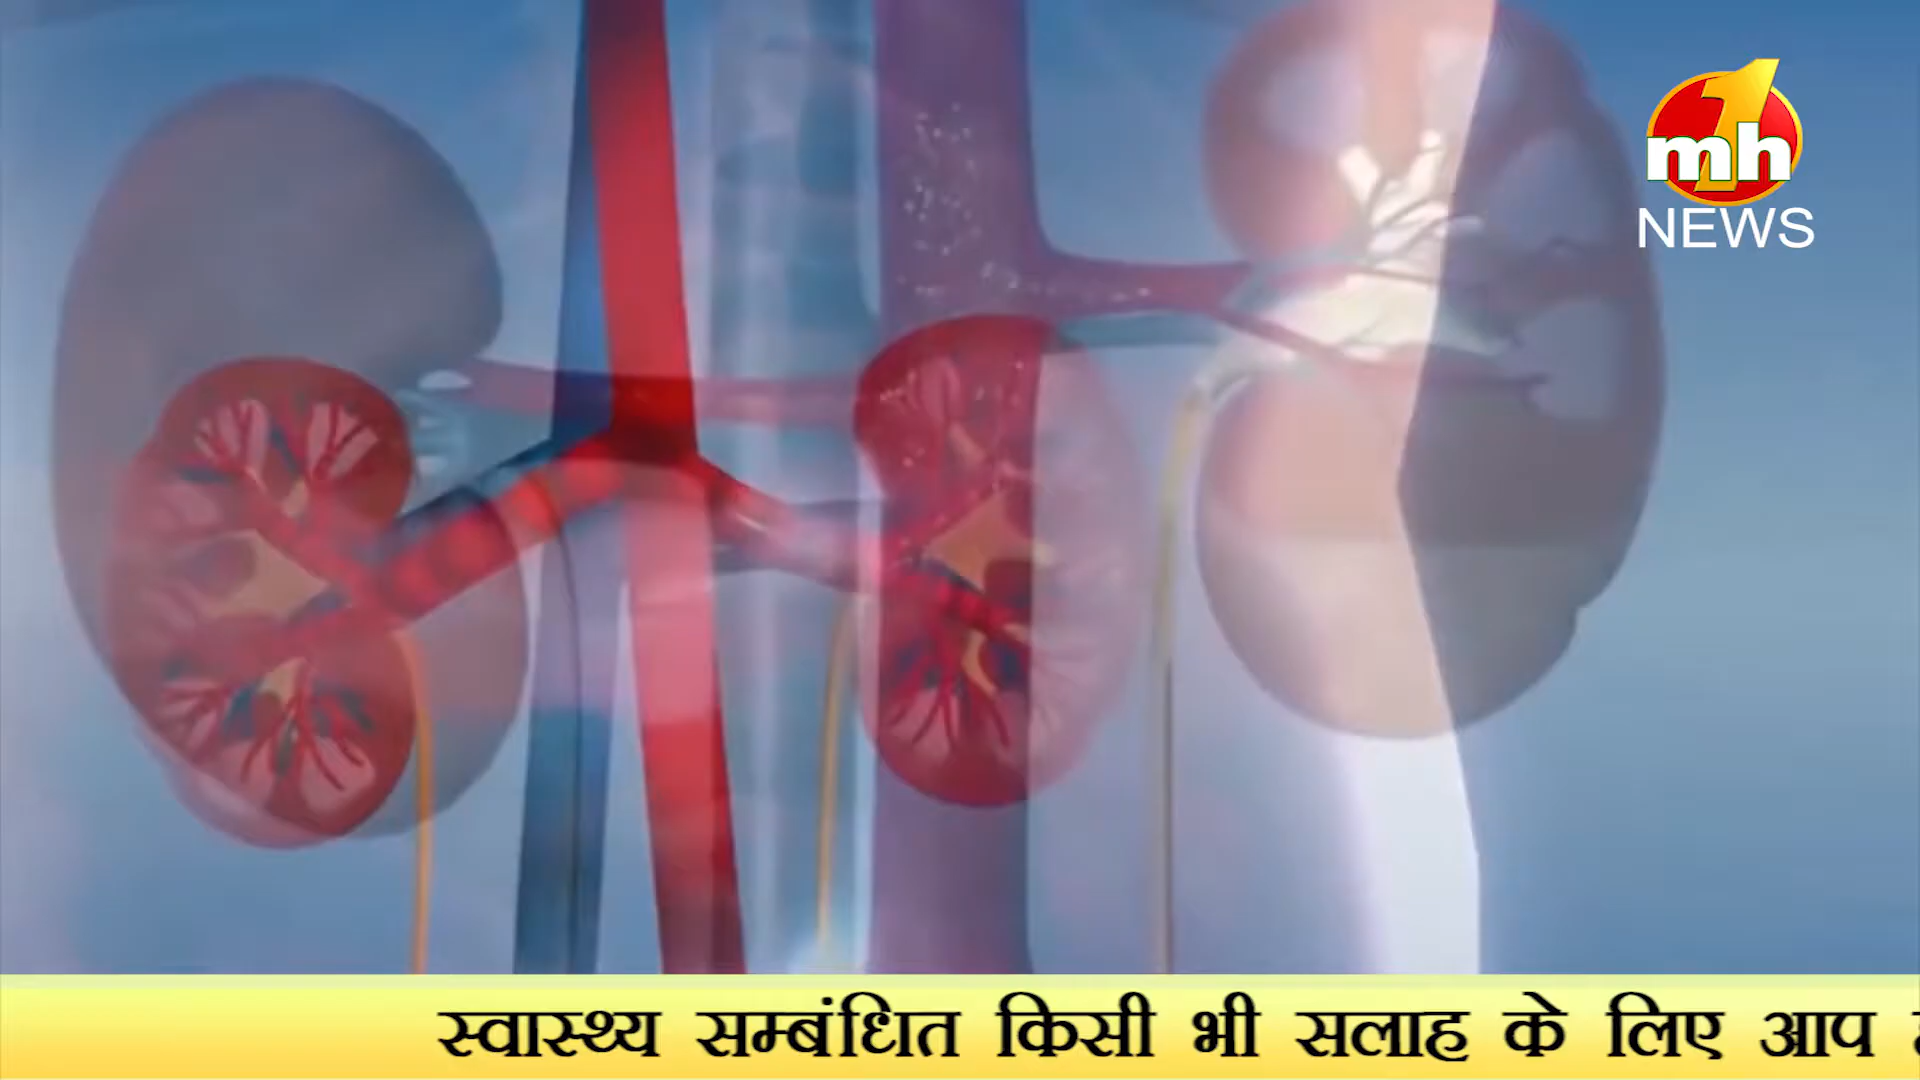 1
mh
NEWS
स्वास्थ्य सम्बंधित किसी भी सलाह के लिए आप